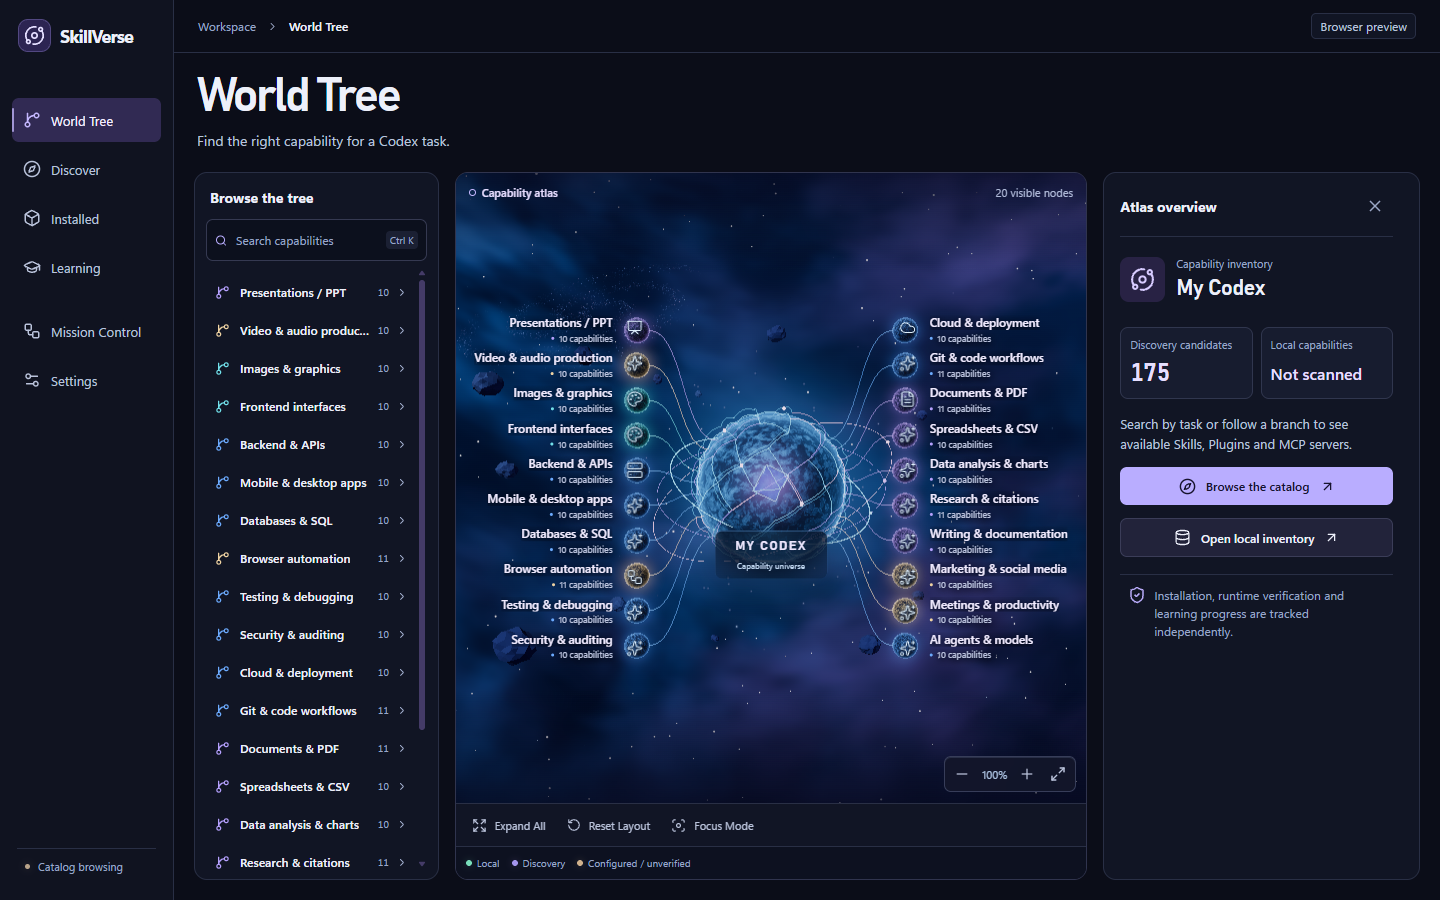 SkillVerse
World Tree
Discover
Installed
Learning
Mission Control
Settings
Catalog browsing
Workspace > World Tree
Browser preview
World Tree
Find the right capability for a Codex task.
Browse the tree
Search capabilities Ctrl K
Presentations / PPT 10
Video & audio produc... 10
Images & graphics 10
Frontend interfaces 10
Backend & APIs 10
Mobile & desktop apps 10
Databases & SQL 10
Browser automation 11
Testing & debugging 10
Security & auditing 10
Cloud & deployment 10
Git & code workflows 11
Documents & PDF 11
Spreadsheets & CSV 10
Data analysis & charts 10
Research & citations 11
Capability atlas
20 visible nodes
Presentations / PPT
10 capabilities
Video & audio production
10 capabilities
Images & graphics
10 capabilities
Frontend interfaces
10 capabilities
Backend & APIs
10 capabilities
Mobile & desktop apps
10 capabilities
Databases & SQL
10 capabilities
Browser automation
11 capabilities
Testing & debugging
10 capabilities
Security & auditing
10 capabilities
MY CODEX
Capability universe
Cloud & deployment
10 capabilities
Git & code workflows
11 capabilities
Documents & PDF
11 capabilities
Spreadsheets & CSV
10 capabilities
Data analysis & charts
10 capabilities
Research & citations
11 capabilities
Writing & documentation
10 capabilities
Marketing & social media
10 capabilities
Meetings & productivity
10 capabilities
AI agents & models
10 capabilities
100%
Expand All
Reset Layout
Focus Mode
Local
Discovery
Configured / unverified
Atlas overview
Capability inventory
My Codex
Discovery candidates
175
Local capabilities
Not scanned
Search by task or follow a branch to see
available Skills, Plugins and MCP servers.
Browse the catalog
Open local inventory
Installation, runtime verification and
learning progress are tracked
independently.